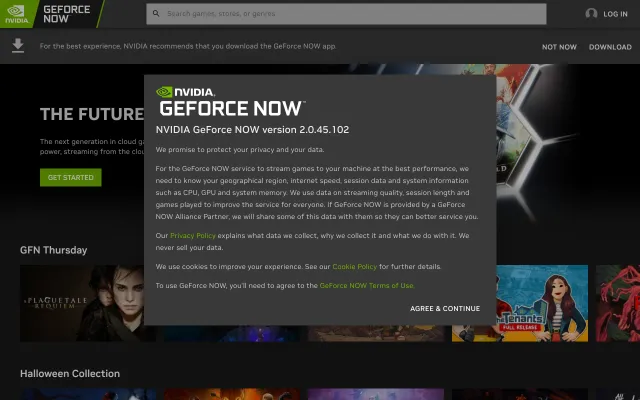 NVIDIA
GEFORCE NOW
Search games, stores, or genres
LOG IN
For the best experience, NVIDIA recommends that you download the GeForce NOW app
NOT NOW
DOWNLOAD
THE FUTURE
The next generation in cloud ga
power, streaming from the cloud
GET STARTED
NVIDIA.
GEFORCE NOW™
NVIDIA GeForce NOW version 2.0.45.102
We promise to protect your privacy and your data.
For the GeForce NOW service to stream games to your machine at the best performance, we
need to know your geographical region, internet speed, session data and system information
such as CPU, GPU and system memory. We use data on streaming quality, session length and
games played to improve the service for everyone. If GeForce NOW is provided by a GeForce
NOW Alliance Partner, we will share some of this data with them so they can better service you.
Our Privacy Policy explains what data we collect, why we collect it and what we do with it. We
never sell your data.
We use cookies to improve your experience. See our Cookie Policy for further details.
To use GeForce NOW, you'll need to agree to the GeForce NOW Terms of Use.
AGREE & CONTINUE
GFN Thursday
A PLAGUE TALE
REQUIEM
The Tenants
FULL RELEASE
Halloween Collection